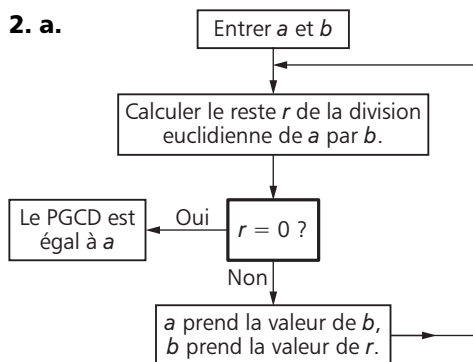 2. a.
Entrer a et b
Calculer le reste r de la division
euclidienne de a par b.
Le PGCD est
égal à a
Oui
r = 0 ?
Non
a prend la valeur de b,
b prend la valeur de r.